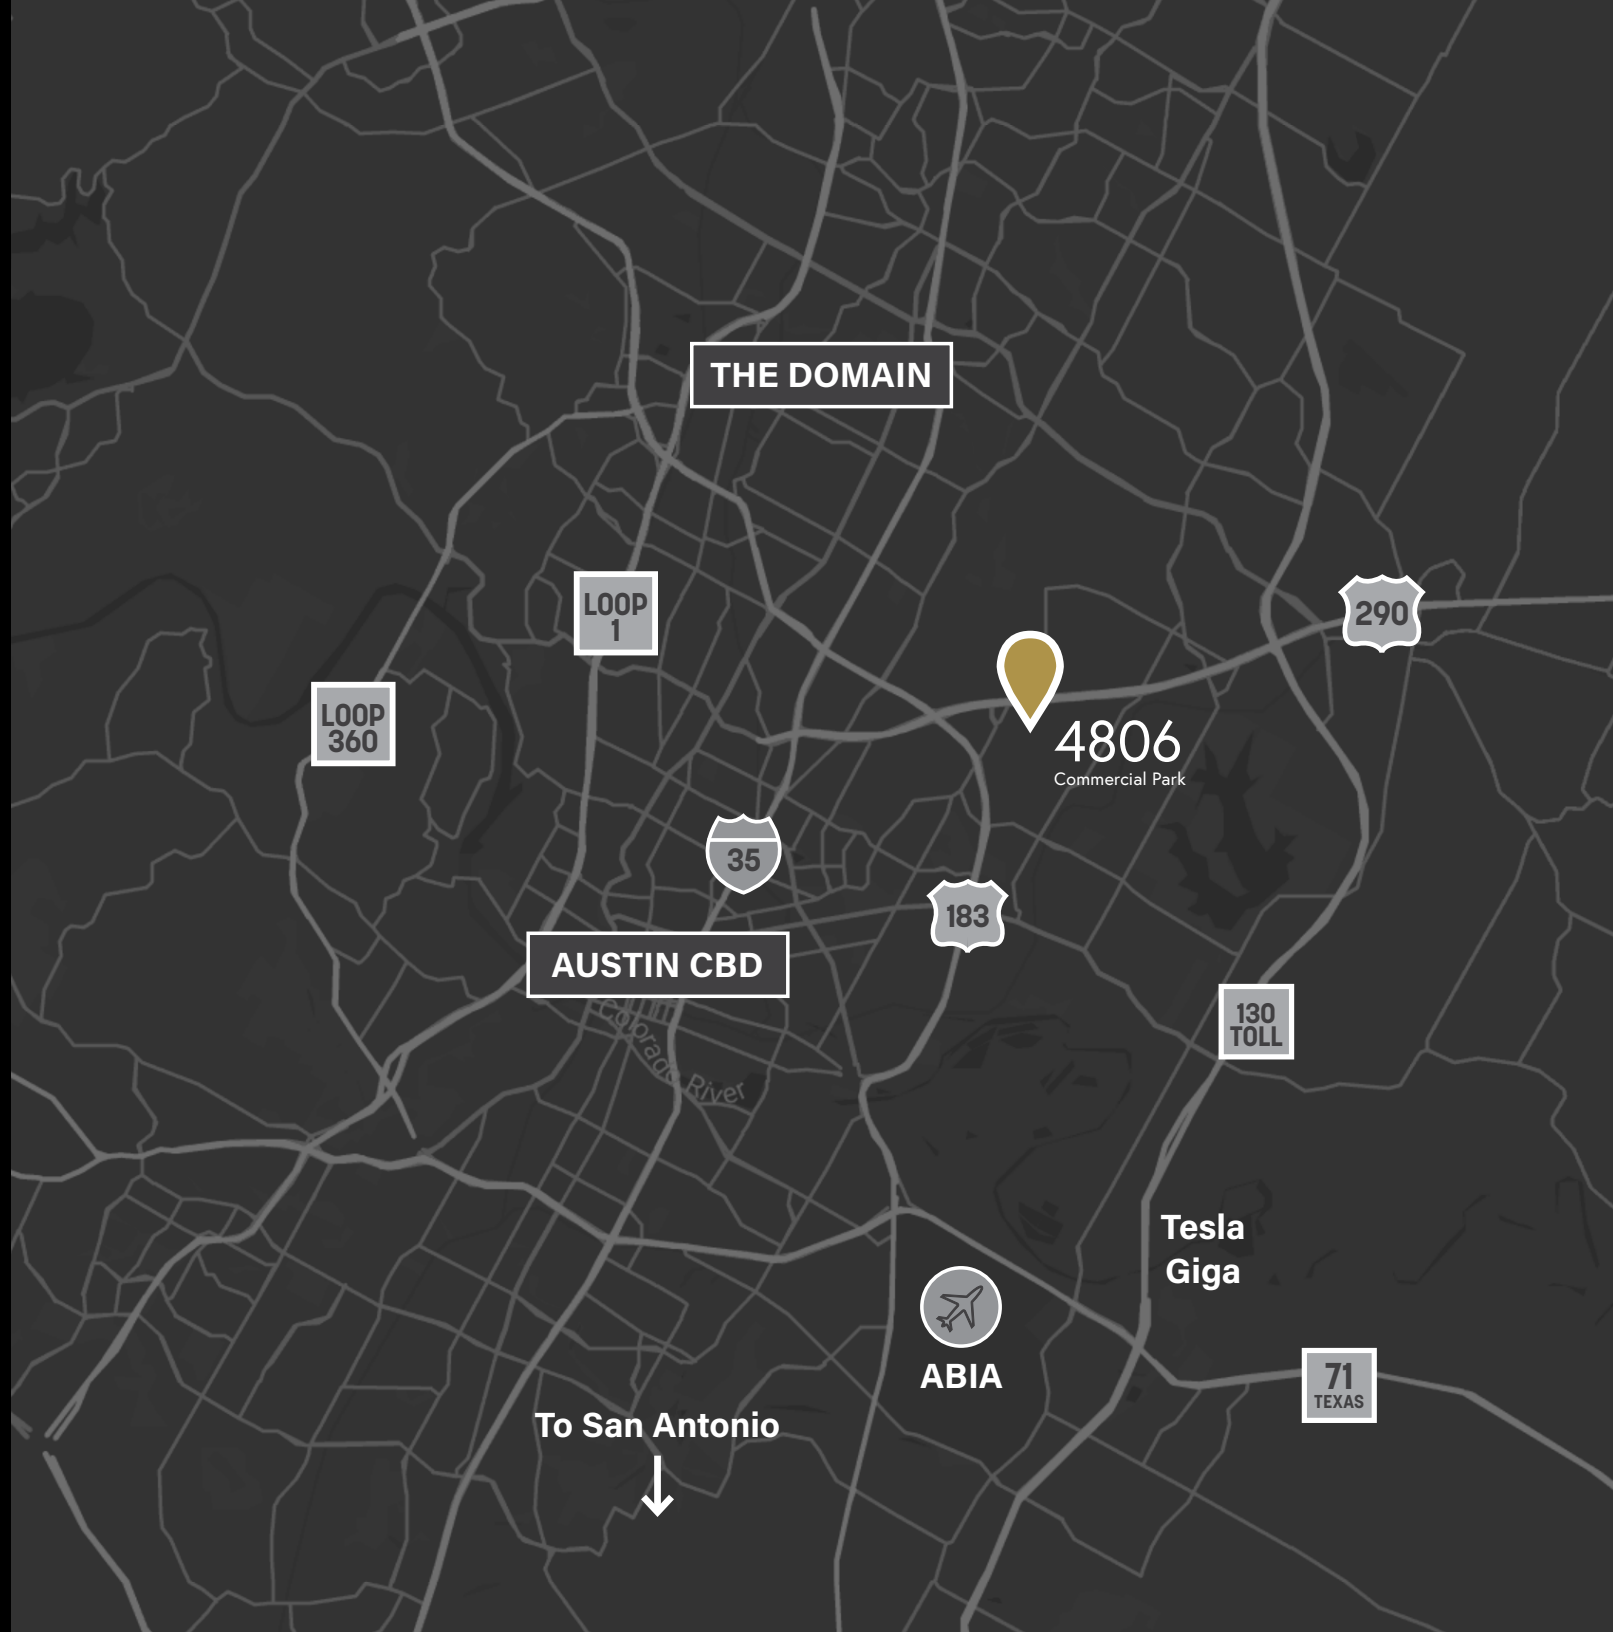 THE DOMAIN
LOOP
1
290
LOOP
360
4806
Commercial Park
35
183
AUSTIN CBD
Colorado River
130
TOLL
Tesla
Giga
ABIA
71
TEXAS
To San Antonio